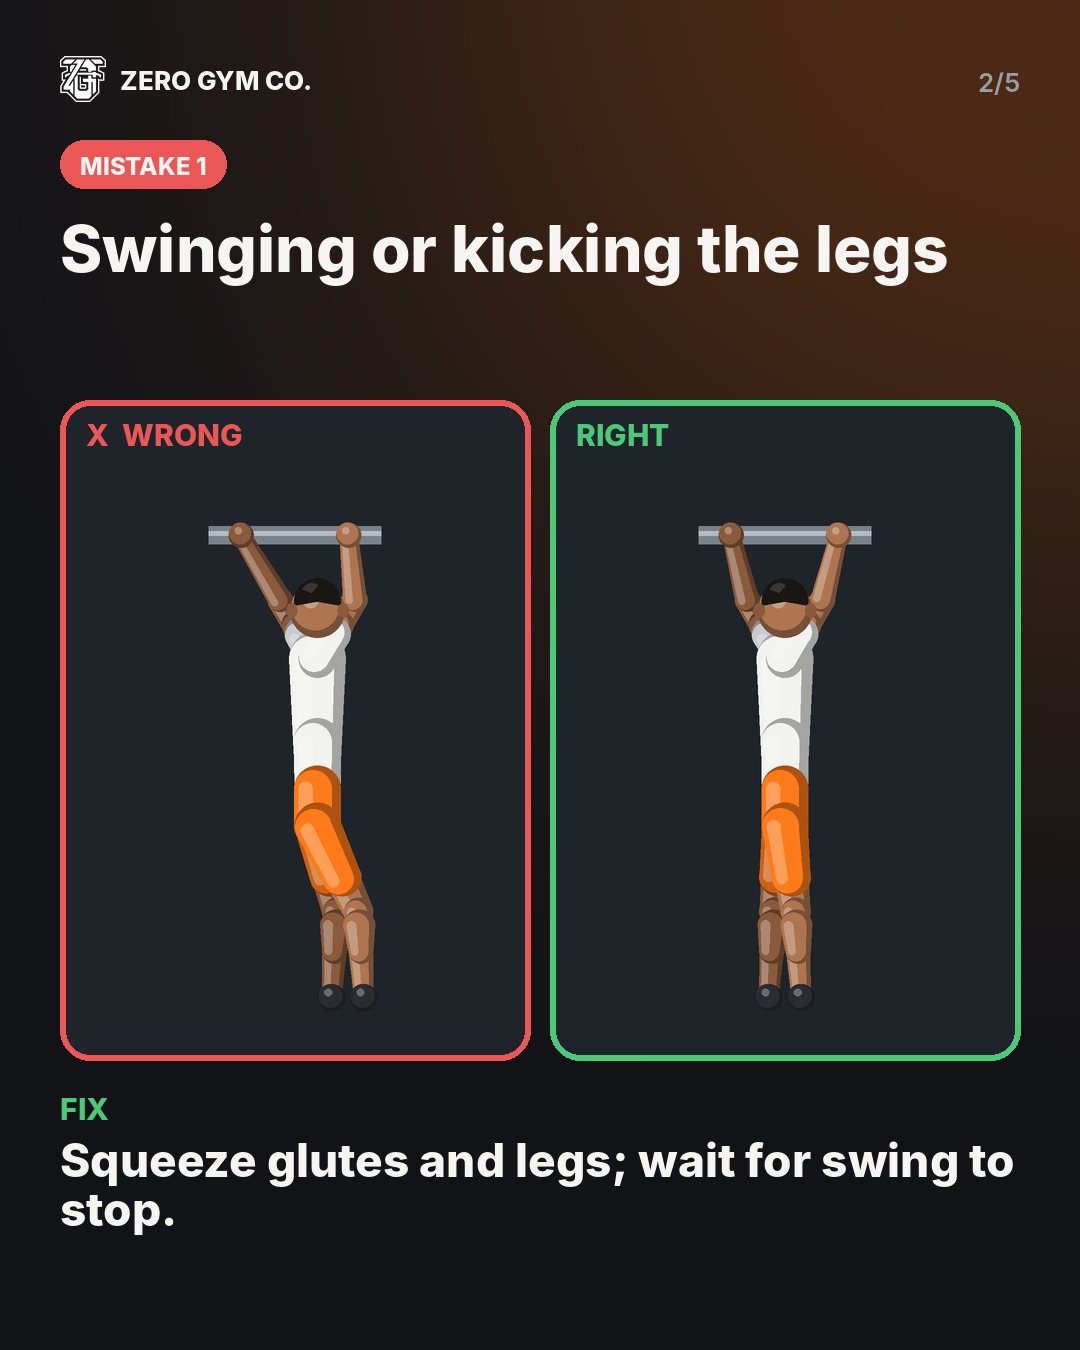 ZERO GYM CO.
2/5
MISTAKE 1
Swinging or kicking the legs
X WRONG
RIGHT
FIX
Squeeze glutes and legs; wait for swing to
stop.